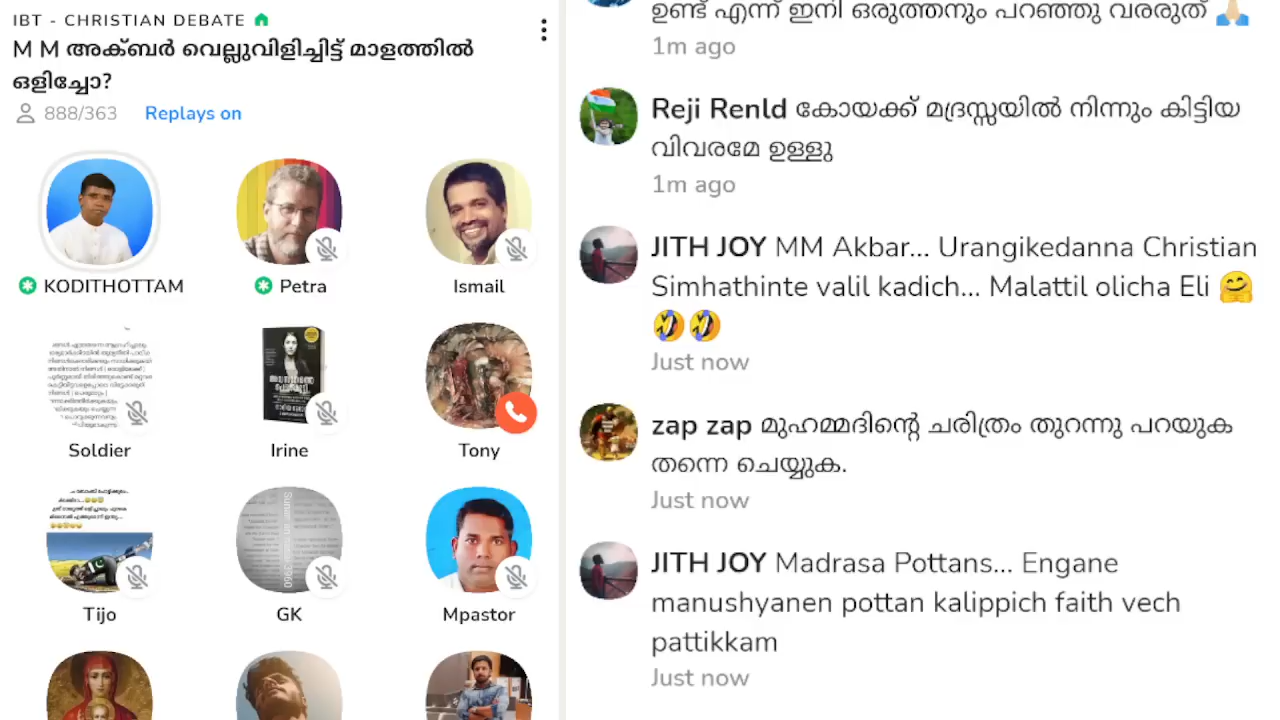 IBT - CHRISTIAN DEBATE
M M അക്ബർ വെല്ലുവിളിച്ചിട്ട് മാളത്തിൽ
ഒളിച്ചോ?
888/363 Replays on
KODITHOTTAM
Petra
Ismail
Soldier
Irine
Tony
Tijo
GK
Mpastor
ഉണ്ട് എന്ന് ഇനി ഒരുത്തനും പറഞ്ഞു വരരുത് 🙏🏼
1m ago
Reji Renld കോയക്ക് മദ്രസ്സയിൽ നിന്നും കിട്ടിയ
വിവരമേ ഉള്ളു
1m ago
JITH JOY MM Akbar... Urangikedanna Christian
Simhathinte valil kadich... Malattil olicha Eli 🤗
🤣🤣
Just now
zap zap മുഹമ്മദിന്റെ ചരിത്രം തുറന്നു പറയുക
തന്നെ ചെയ്യുക.
Just now
JITH JOY Madrasa Pottans... Engane
manushyanen pottan kalippich faith vech
pattikkam
Just now